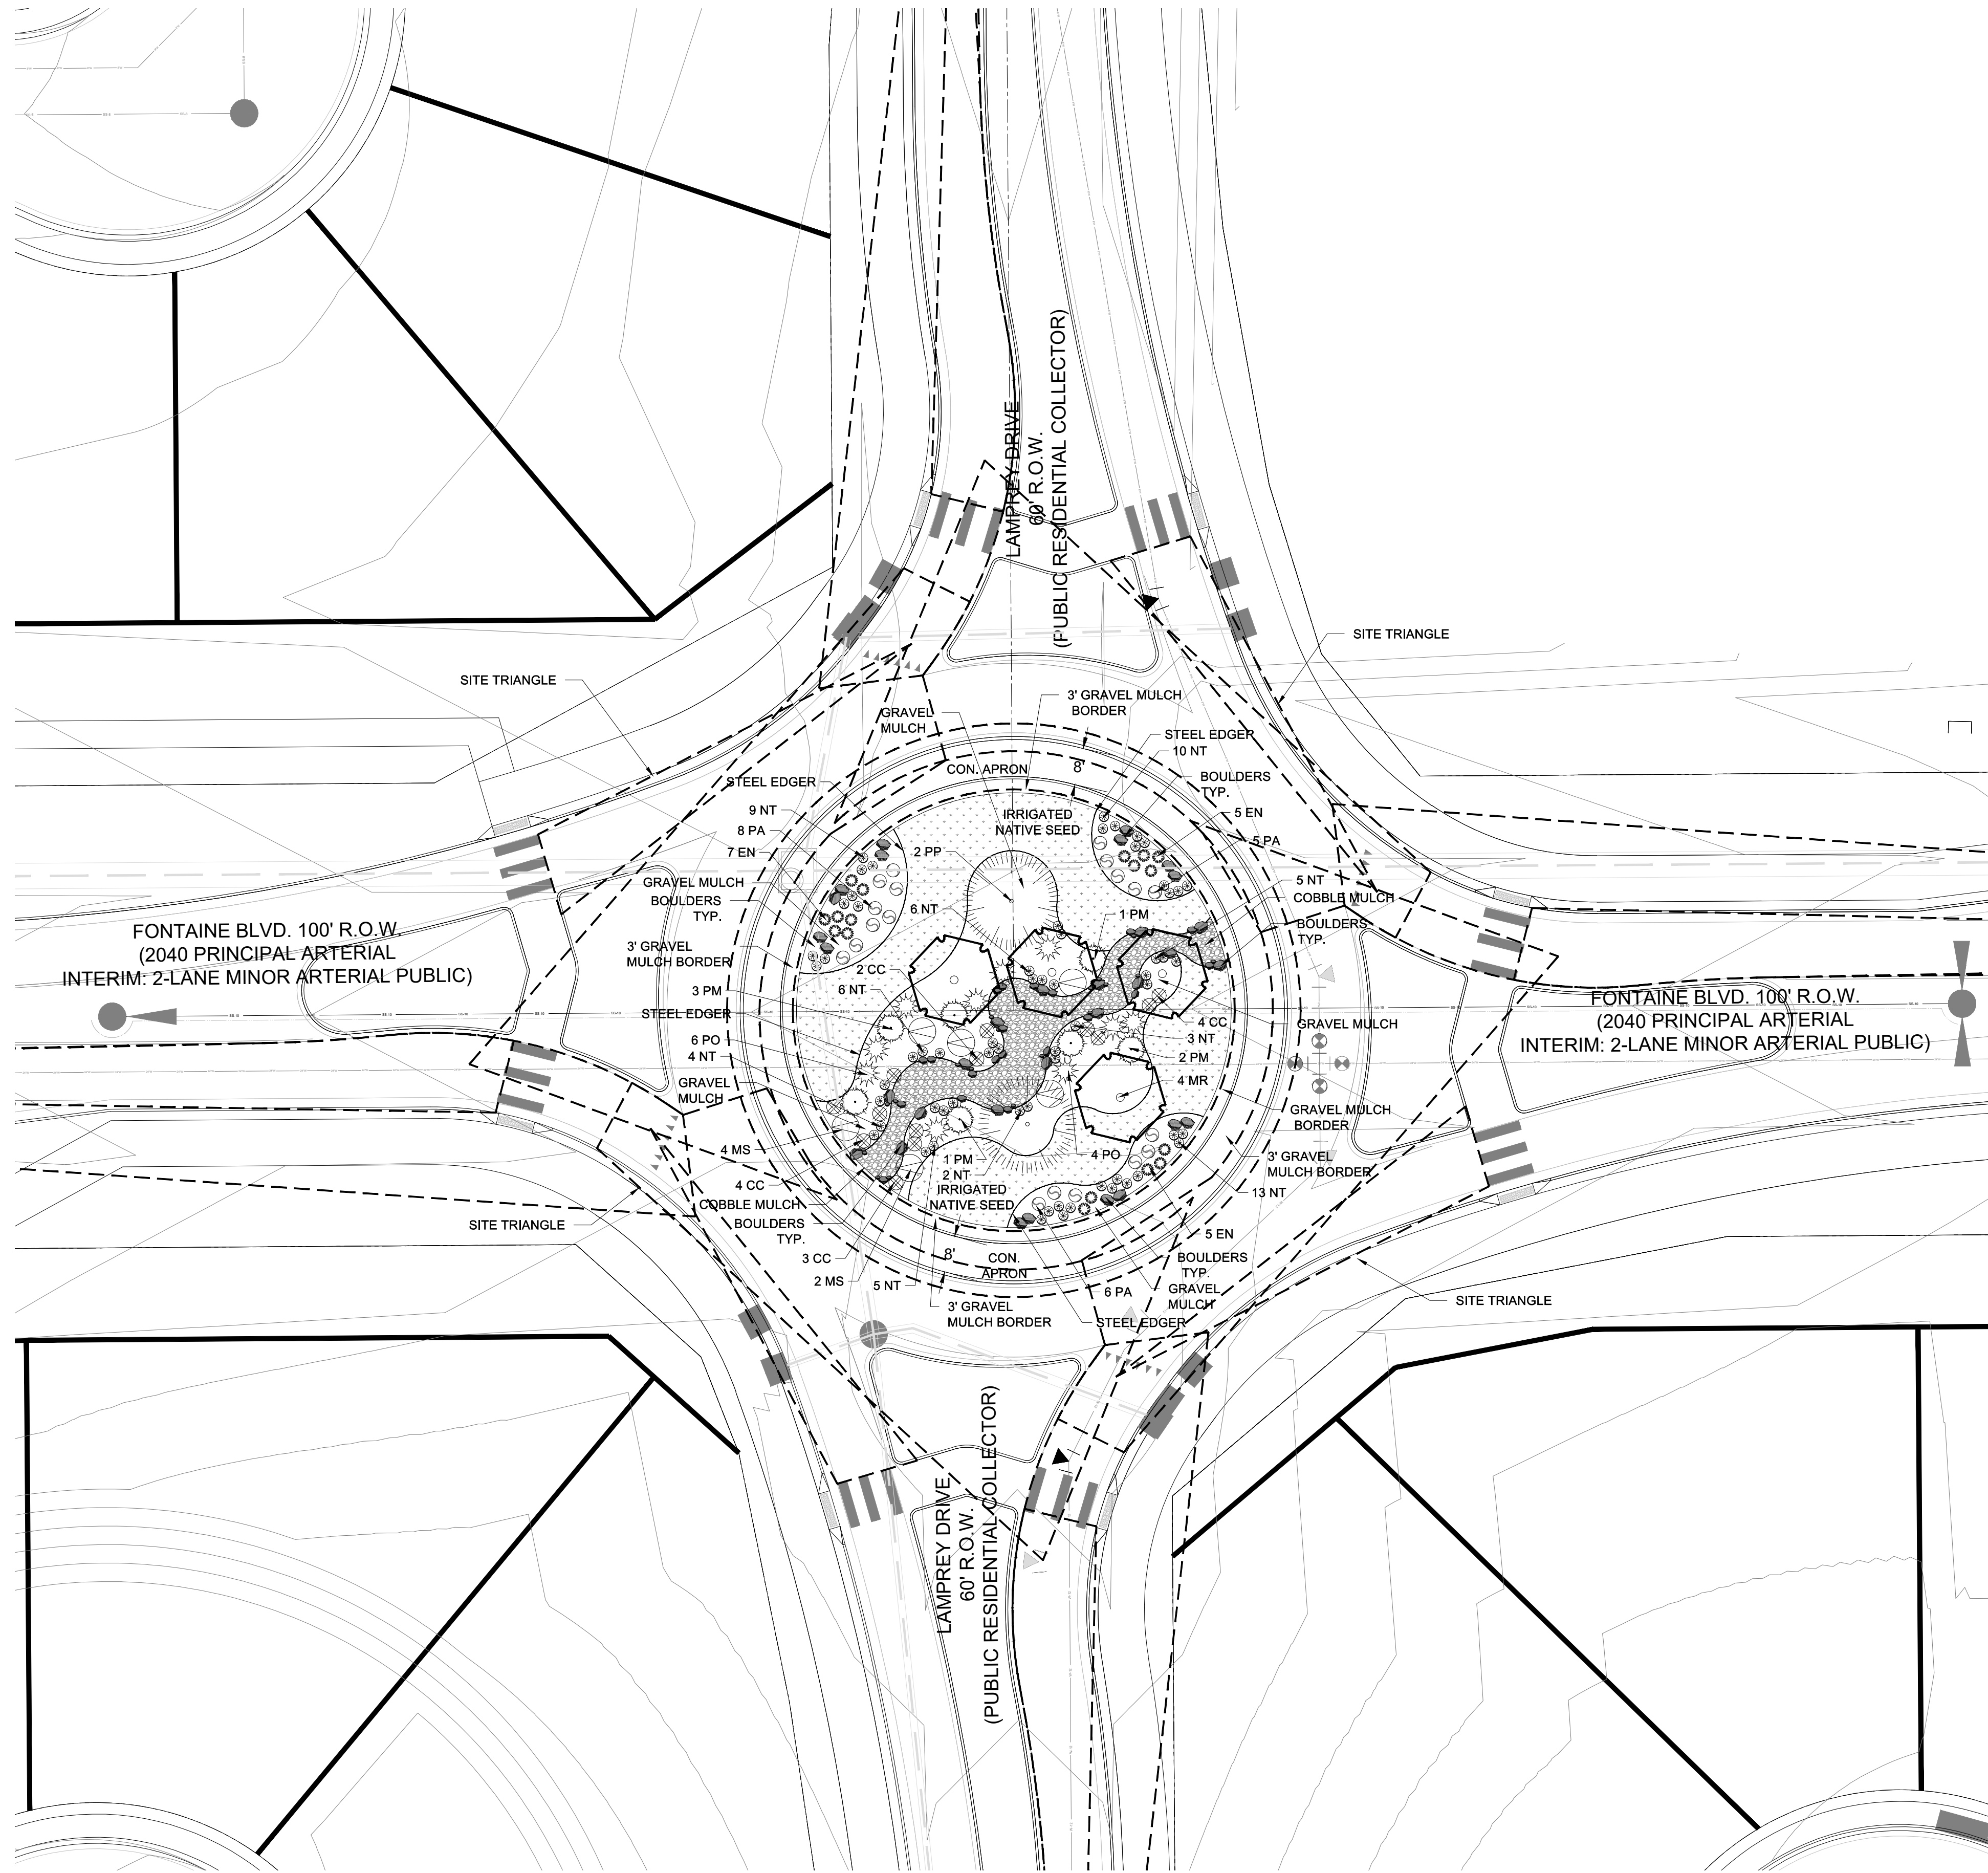 LAMPREY DRIVE
60' R.O.W.
(PUBLIC RESIDENTIAL COLLECTOR)
SITE TRIANGLE
SITE TRIANGLE
3' GRAVEL MULCH
BORDER
GRAVEL
MULCH
STEEL EDGER
10 NT
CON. APRON
8'
BOULDERS
TYP.
STEEL EDGER
9 NT
IRRIGATED
NATIVE SEED
5 EN
8 PA
5 PA
7 EN
2 PP
GRAVEL MULCH
5 NT
BOULDERS
TYP.
COBBLE MULCH
6 NT
1 PM
BOULDERS
TYP.
FONTAINE BLVD. 100' R.O.W.
(2040 PRINCIPAL ARTERIAL
INTERIM: 2-LANE MINOR ARTERIAL PUBLIC)
3' GRAVEL
MULCH BORDER
2 CC
6 NT
3 PM
STEEL EDGER
FONTAINE BLVD. 100' R.O.W.
(2040 PRINCIPAL ARTERIAL
INTERIM: 2-LANE MINOR ARTERIAL PUBLIC)
4 CC
GRAVEL MULCH
6 PO
3 NT
4 NT
2 PM
GRAVEL
MULCH
4 MR
GRAVEL MULCH
BORDER
4 MS
4 PO
1 PM
2 NT
3' GRAVEL
MULCH BORDER
4 CC
IRRIGATED
NATIVE SEED
13 NT
COBBLE MULCH
SITE TRIANGLE
BOULDERS
TYP.
5 EN
3 CC
8'
CON.
APRON
BOULDERS
TYP.
2 MS
5 NT
6 PA
GRAVEL
MULCH
3' GRAVEL
MULCH BORDER
STEEL EDGER
SITE TRIANGLE
LAMPREY DRIVE
60' R.O.W.
(PUBLIC RESIDENTIAL COLLECTOR)